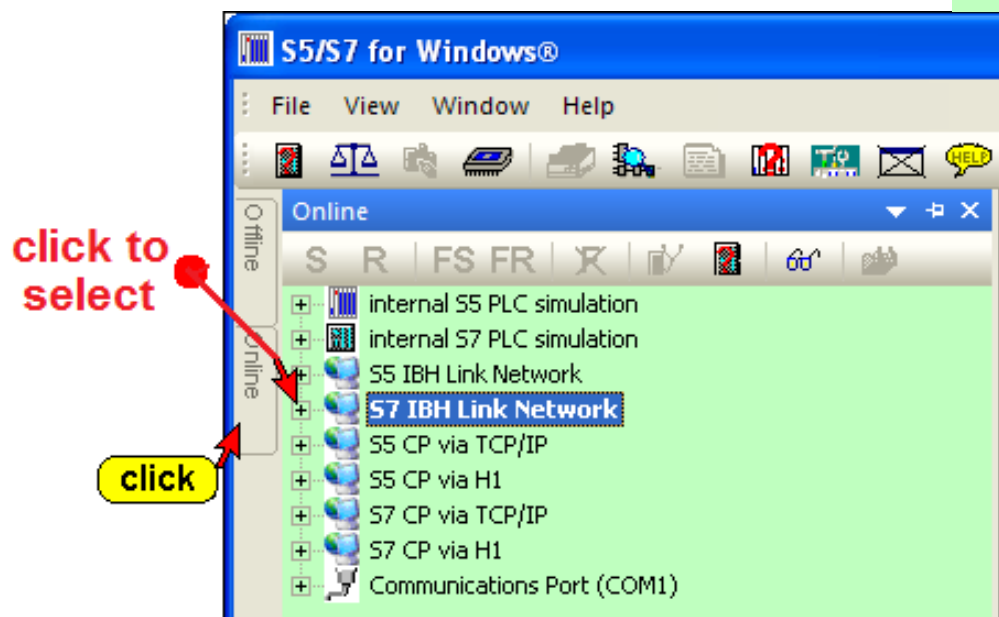 S5/S7 for Windows®
File View Window Help
HELP
Offline
Online
click to
select
S R FS FR
internal S5 PLC simulation
internal S7 PLC simulation
S5 IBH Link Network
Online
S7 IBH Link Network
S5 CP via TCP/IP
click
S5 CP via H1
S7 CP via TCP/IP
S7 CP via H1
Communications Port (COM1)